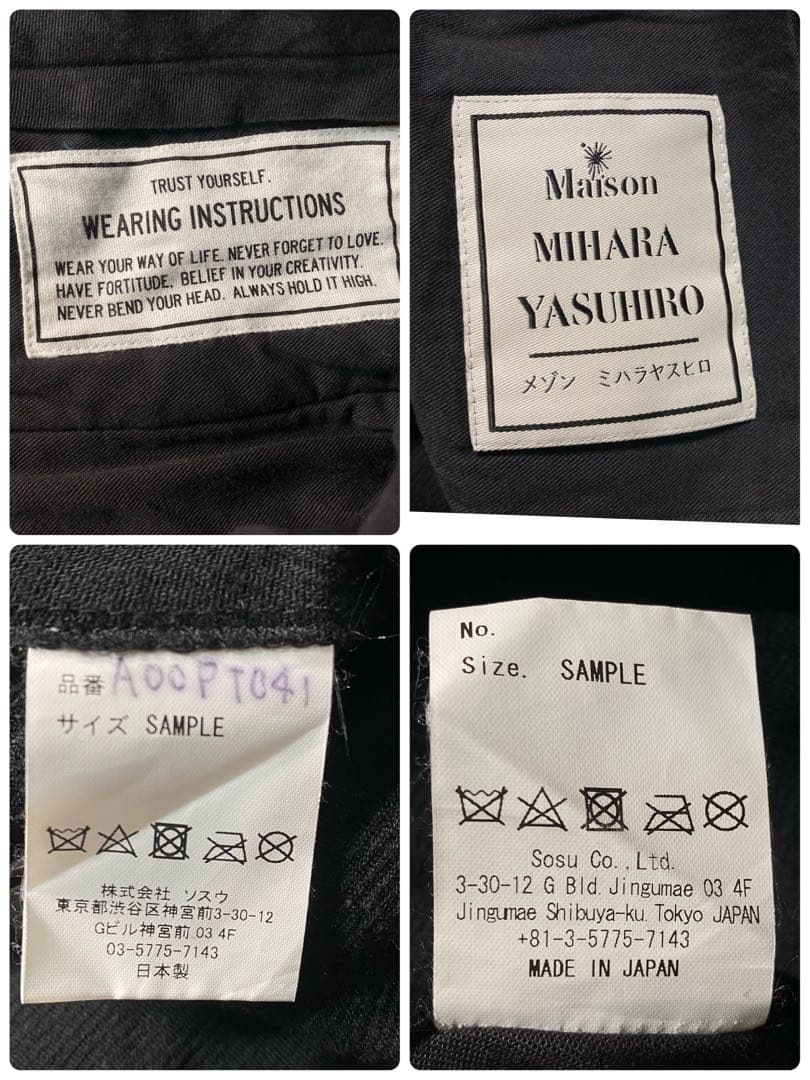 TRUST YOURSELF.
WEARING INSTRUCTIONS
WEAR YOUR WAY OF LIFE. NEVER FORGET TO LOVE.
HAVE FORTITUDE. BELIEF IN YOUR CREATIVITY.
NEVER BEND YOUR HEAD. ALWAYS HOLD IT HIGH.
Maison
MIHARA
YASUHIRO
メゾン ミハラヤスヒロ
品番 A00PT041
サイズ SAMPLE
株式会社 ソスウ
東京都渋谷区神宮前3-30-12
Gビル神宮前 03 4F
03-5775-7143
日本製
No.
Size. SAMPLE
Sosu Co.,Ltd.
3-30-12 G Bld. Jingumae 03 4F
Jingumae Shibuya-ku. Tokyo JAPAN
+81-3-5775-7143
MADE IN JAPAN